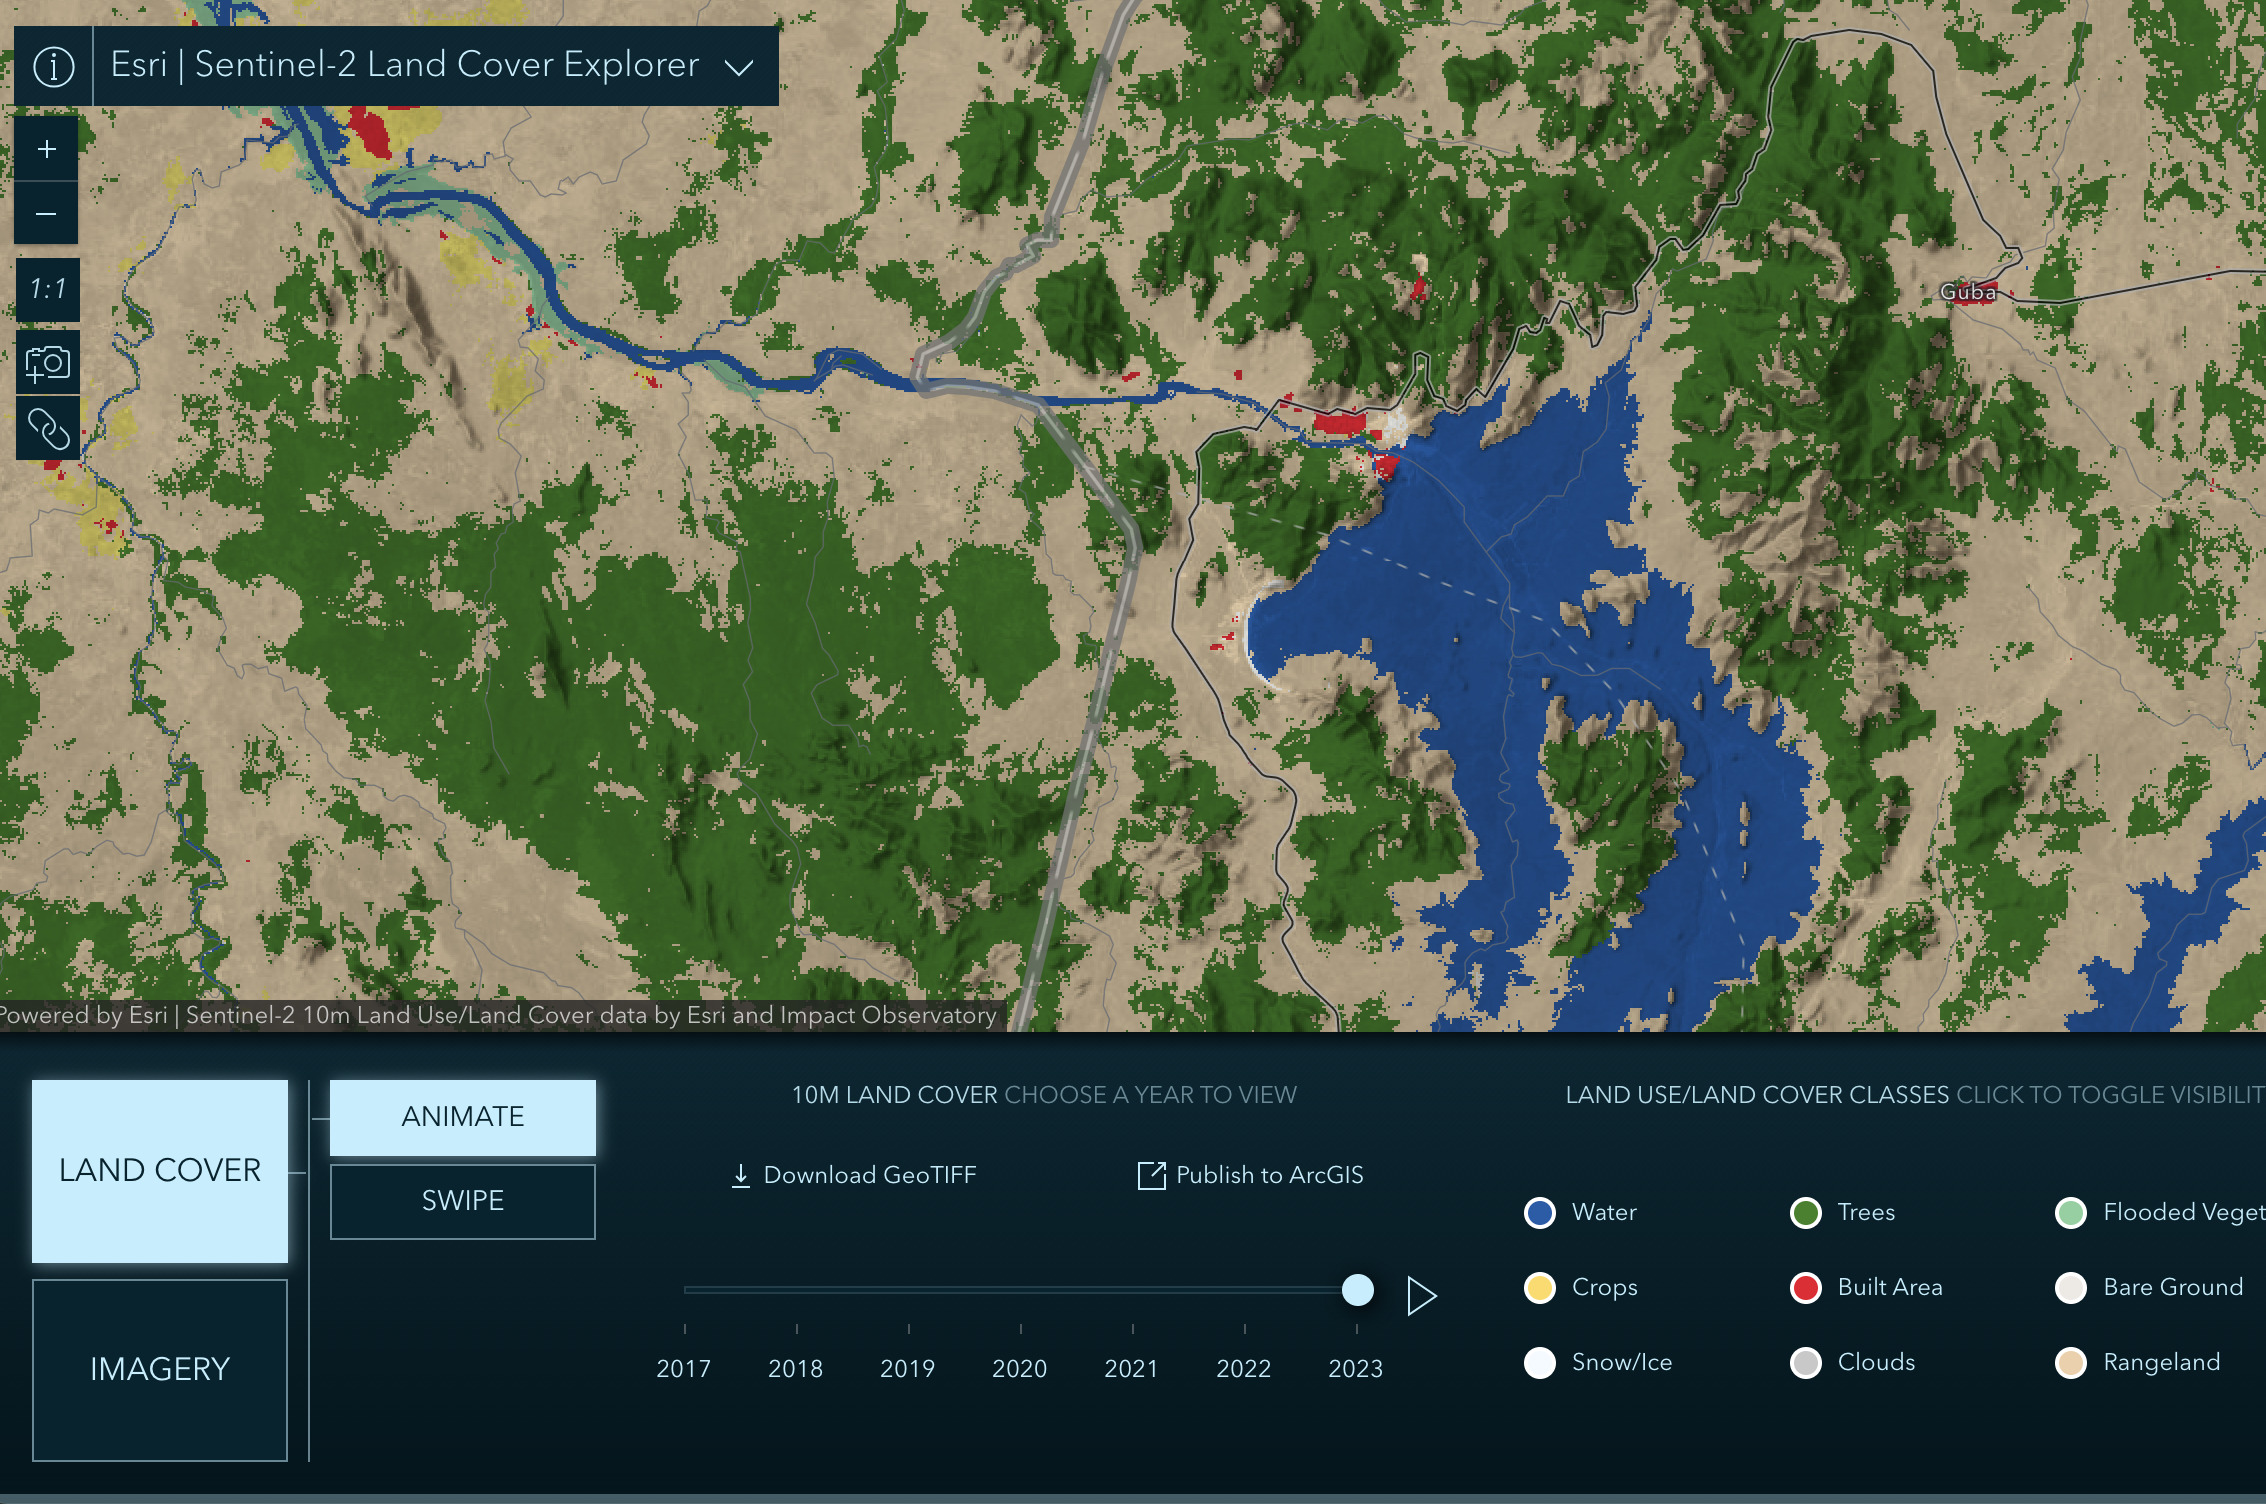 Esri | Sentinel-2 Land Cover Explorer
+
−
1:1
Guba
Powered by Esri | Sentinel-2 10m Land Use/Land Cover data by Esri and Impact Observatory
LAND COVER
ANIMATE
SWIPE
IMAGERY
10M LAND COVER CHOOSE A YEAR TO VIEW
Download GeoTIFF
Publish to ArcGIS
2017 2018 2019 2020 2021 2022 2023
LAND USE/LAND COVER CLASSES CLICK TO TOGGLE VISIBILIT
Water Trees Flooded Veget
Crops Built Area Bare Ground
Snow/Ice Clouds Rangeland